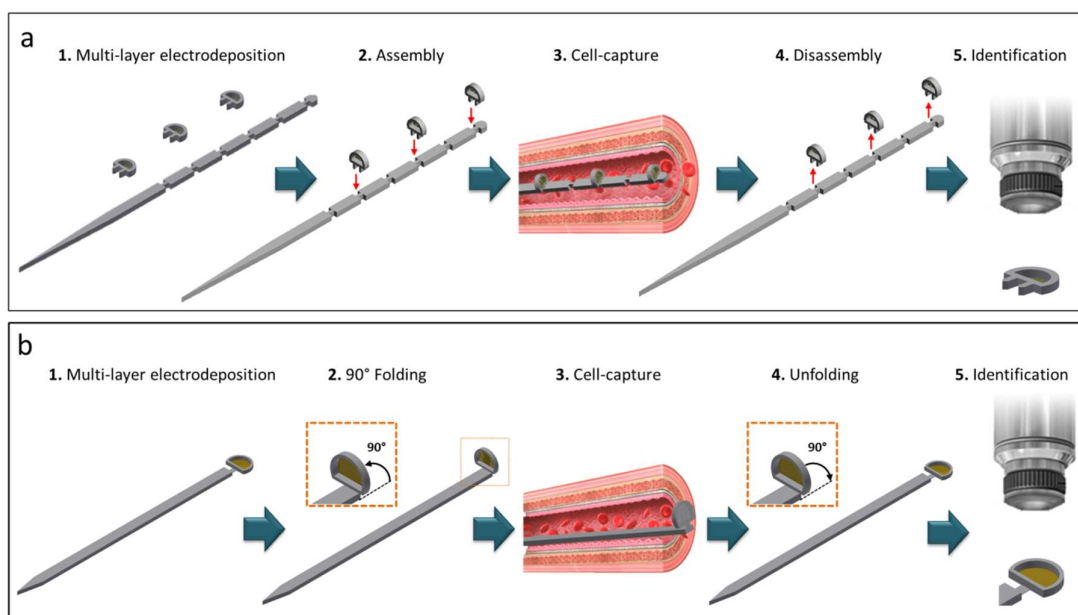 a
1. Multi-layer electrodeposition
2. Assembly
3. Cell-capture
4. Disassembly
5. Identification
b
1. Multi-layer electrodeposition
2. 90° Folding
3. Cell-capture
4. Unfolding
5. Identification
90°
90°